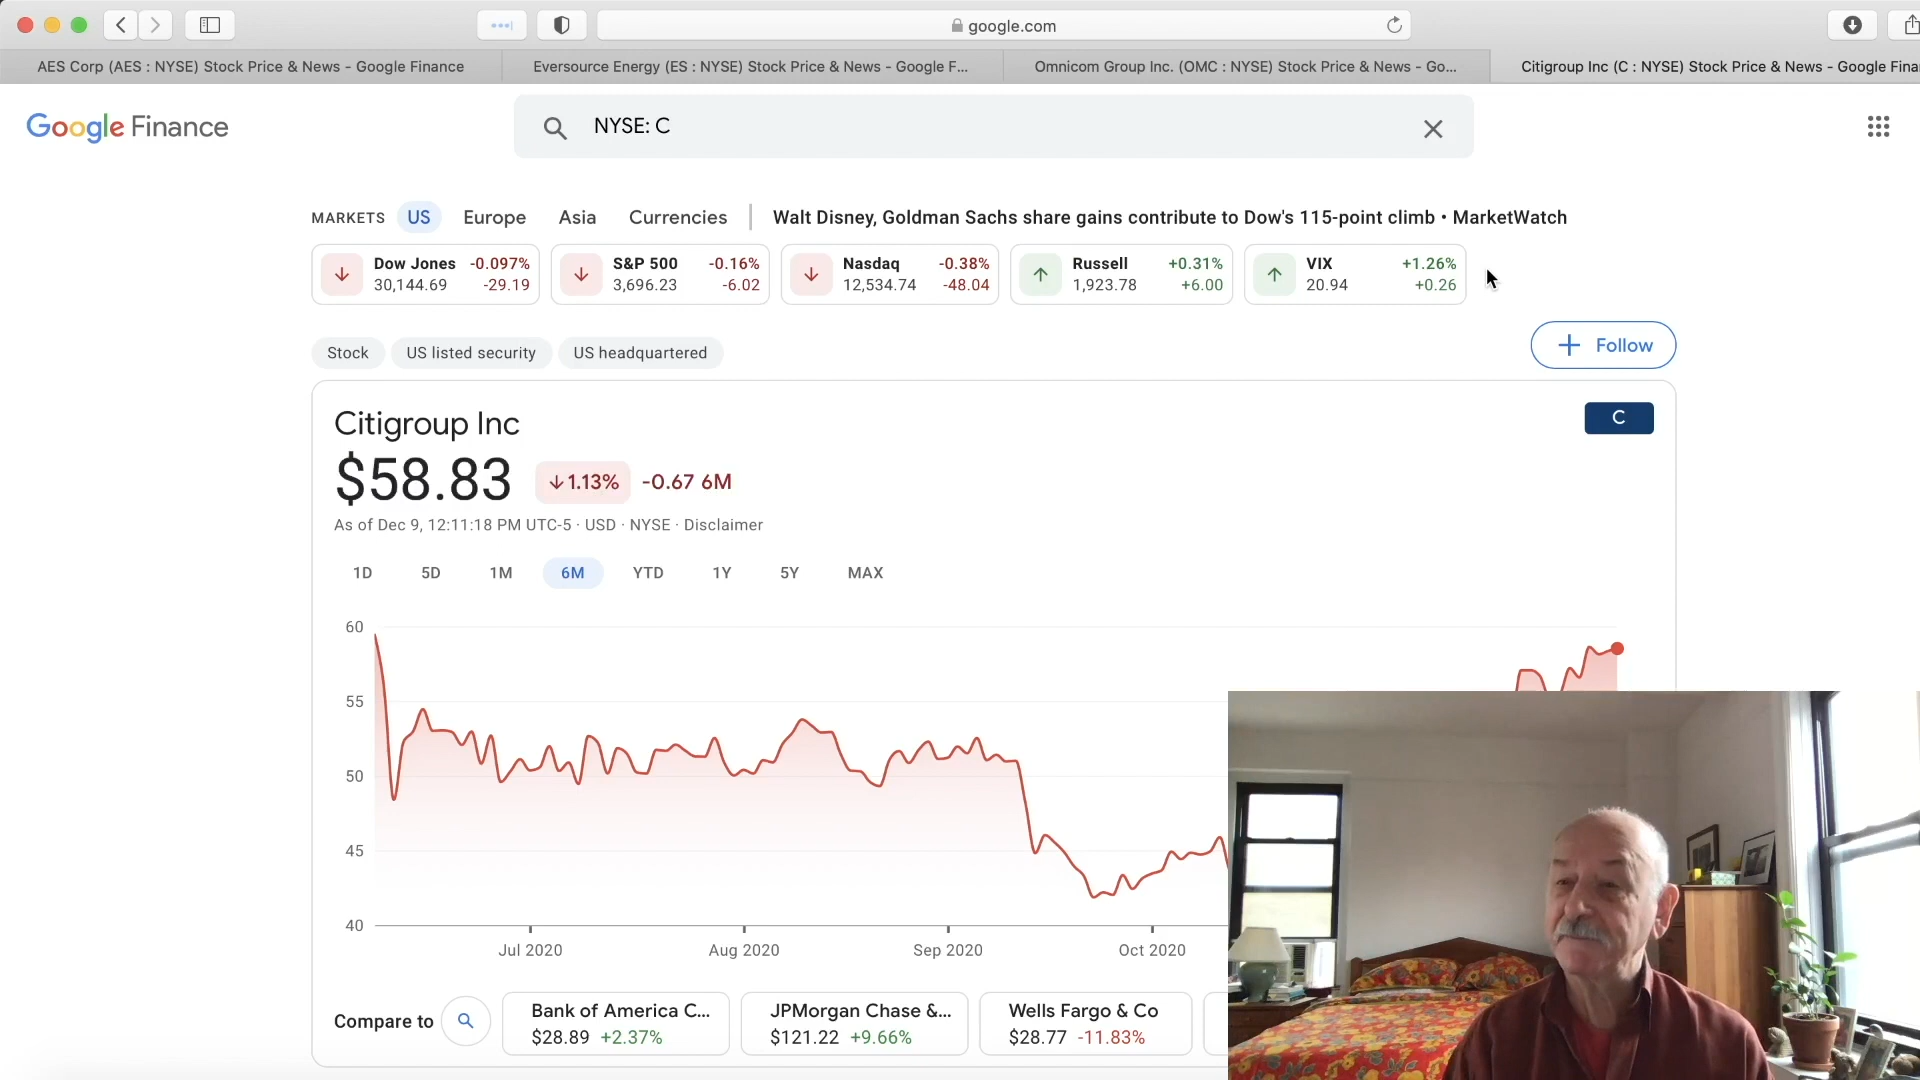 google.com
AES Corp (AES : NYSE) Stock Price & News - Google Finance
Eversource Energy (ES : NYSE) Stock Price & News - Google F...
Omnicom Group Inc. (OMC : NYSE) Stock Price & News - Go...
Citigroup Inc (C : NYSE) Stock Price & News - Google Fina
Google Finance
NYSE: C
MARKETS US Europe Asia Currencies
Walt Disney, Goldman Sachs share gains contribute to Dow's 115-point climb • MarketWatch
Dow Jones -0.097%
30,144.69 -29.19
S&P 500 -0.16%
3,696.23 -6.02
Nasdaq -0.38%
12,534.74 -48.04
Russell +0.31%
1,923.78 +6.00
VIX +1.26%
20.94 +0.26
Stock US listed security US headquartered
+ Follow
Citigroup Inc
C
$58.83 ↓1.13% -0.67 6M
As of Dec 9, 12:11:18 PM UTC-5 · USD · NYSE · Disclaimer
1D 5D 1M 6M YTD 1Y 5Y MAX
60
55
50
45
40
Jul 2020 Aug 2020 Sep 2020 Oct 2020
Compare to
Bank of America C...
$28.89 +2.37%
JPMorgan Chase &...
$121.22 +9.66%
Wells Fargo & Co
$28.77 -11.83%